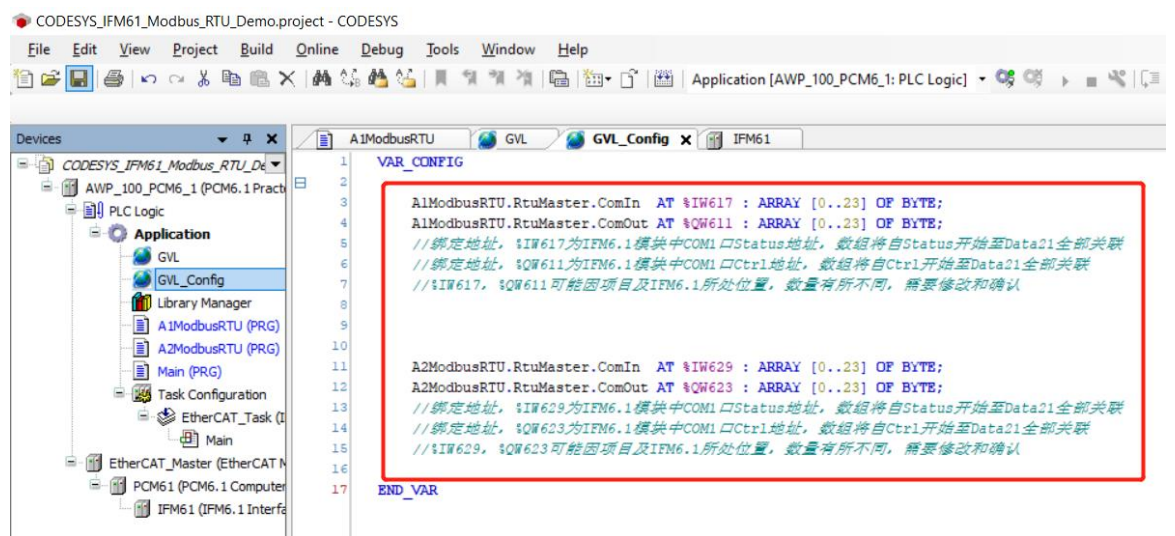 CODESYS_IFM61_Modbus_RTU_Demo.project - CODESYS
File Edit View Project Build Online Debug Tools Window Help
Application [AWP_100_PCM6_1: PLC Logic]
Devices
A1ModbusRTU GVL GVL_Config IFM61
CODESYS_IFM61_Modbus_RTU_De
AWP_100_PCM6_1 (PCM6.1 Pract
PLC Logic
Application
GVL
GVL_Config
Library Manager
A1ModbusRTU (PRG)
A2ModbusRTU (PRG)
Main (PRG)
Task Configuration
EtherCAT_Task (I
Main
EtherCAT_Master (EtherCAT M
PCM61 (PCM6.1 Computer
IFM61 (IFM6.1 Interfa
1 VAR_CONFIG
2
3 A1ModbusRTU.RtuMaster.ComIn AT %IW617 : ARRAY [0..23] OF BYTE;
4 A1ModbusRTU.RtuMaster.ComOut AT %QW611 : ARRAY [0..23] OF BYTE;
5 //绑定地址，%IW617为IFM6.1模块中COM1口Status地址，数组将自Status开始至Data21全部关联
6 //绑定地址，%QW611为IFM6.1模块中COM1口Ctrl地址，数组将自Ctrl开始至Data21全部关联
7 //%IW617，%QW611可能因项目及IFM6.1所处位置，数量有所不同，需要修改和确认
8
9
10
11 A2ModbusRTU.RtuMaster.ComIn AT %IW629 : ARRAY [0..23] OF BYTE;
12 A2ModbusRTU.RtuMaster.ComOut AT %QW623 : ARRAY [0..23] OF BYTE;
13 //绑定地址，%IW629为IFM6.1模块中COM1口Status地址，数组将自Status开始至Data21全部关联
14 //绑定地址，%QW623为IFM6.1模块中COM1口Ctrl地址，数组将自Ctrl开始至Data21全部关联
15 //%IW629，%QW623可能因项目及IFM6.1所处位置，数量有所不同，需要修改和确认
16
17 END_VAR